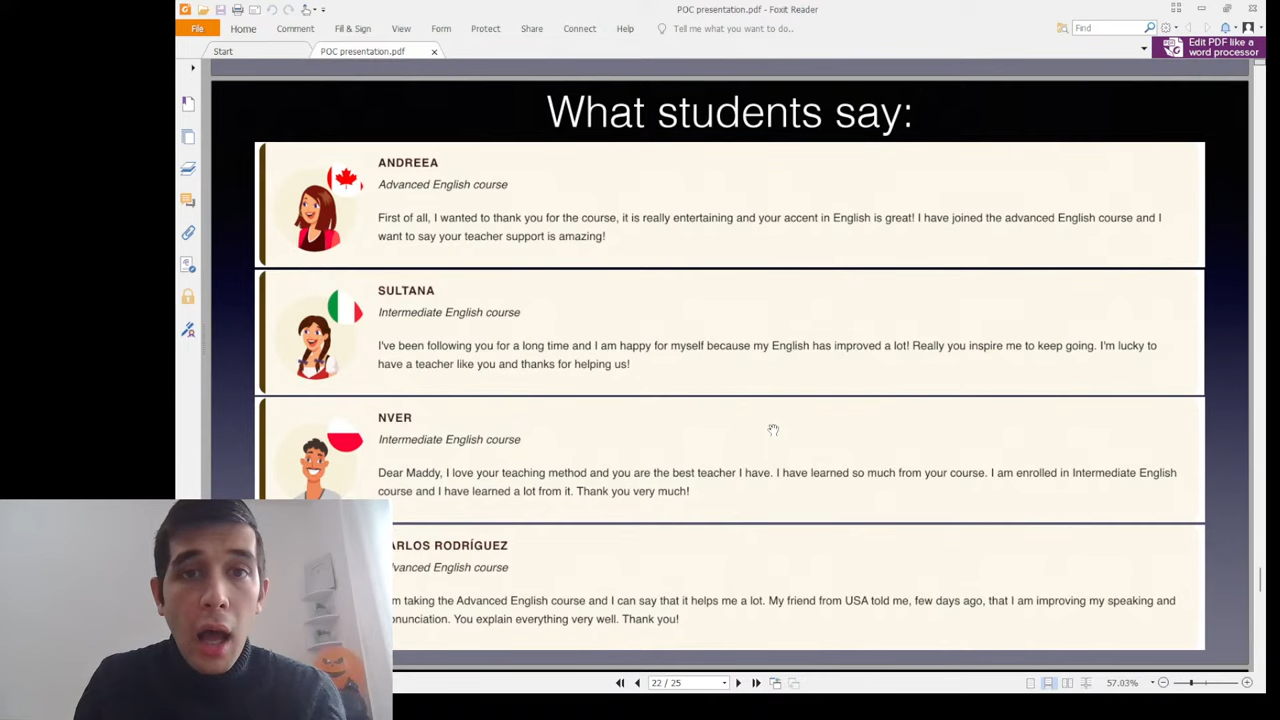 POC presentation.pdf - Foxit Reader
File Home Comment Fill & Sign View Form Protect Share Connect Help Tell me what you want to do.. Find
Start POC presentation.pdf Edit PDF like a
word processor
What students say:
ANDREEA
Advanced English course
First of all, I wanted to thank you for the course, it is really entertaining and your accent in English is great! I have joined the advanced English course and I
want to say your teacher support is amazing!
SULTANA
Intermediate English course
I've been following you for a long time and I am happy for myself because my English has improved a lot! Really you inspire me to keep going. I'm lucky to
have a teacher like you and thanks for helping us!
NVER
Intermediate English course
Dear Maddy, I love your teaching method and you are the best teacher I have. I have learned so much from your course. I am enrolled in Intermediate English
course and I have learned a lot from it. Thank you very much!
ARLOS RODRÍGUEZ
vanced English course
m taking the Advanced English course and I can say that it helps me a lot. My friend from USA told me, few days ago, that I am improving my speaking and
onunciation. You explain everything very well. Thank you!
22 / 25 57.03%